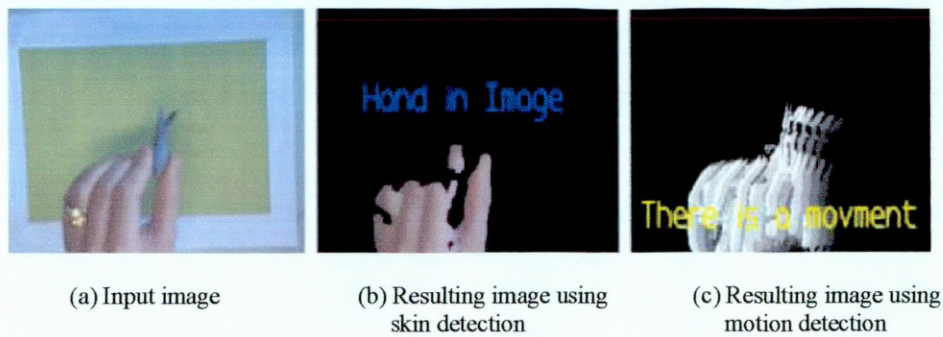 Hand in Image
There is a movment
(a) Input image
(b) Resulting image using
skin detection
(c) Resulting image using
motion detection